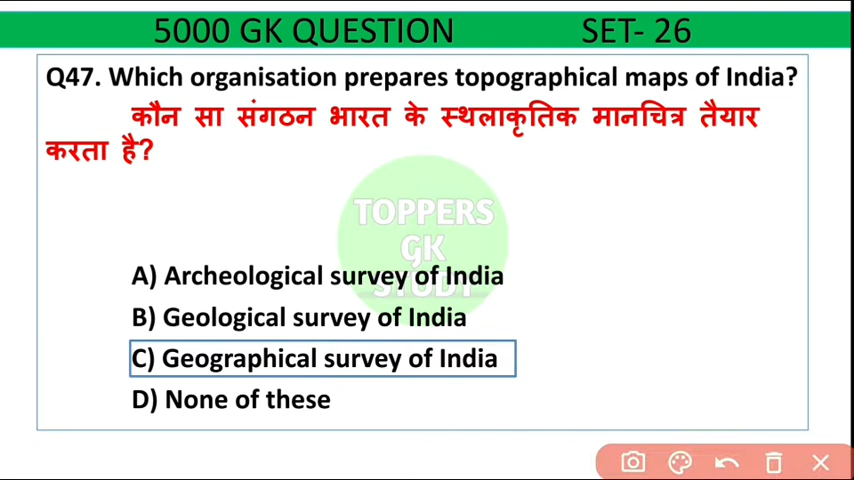 5000 GK QUESTION SET- 26
Q47. Which organisation prepares topographical maps of India?
कौन सा संगठन भारत के स्थलाकृतिक मानचित्र तैयार
करता है?
TOPPERS
GK
STUDY
A) Archeological survey of India
B) Geological survey of India
C) Geographical survey of India
D) None of these